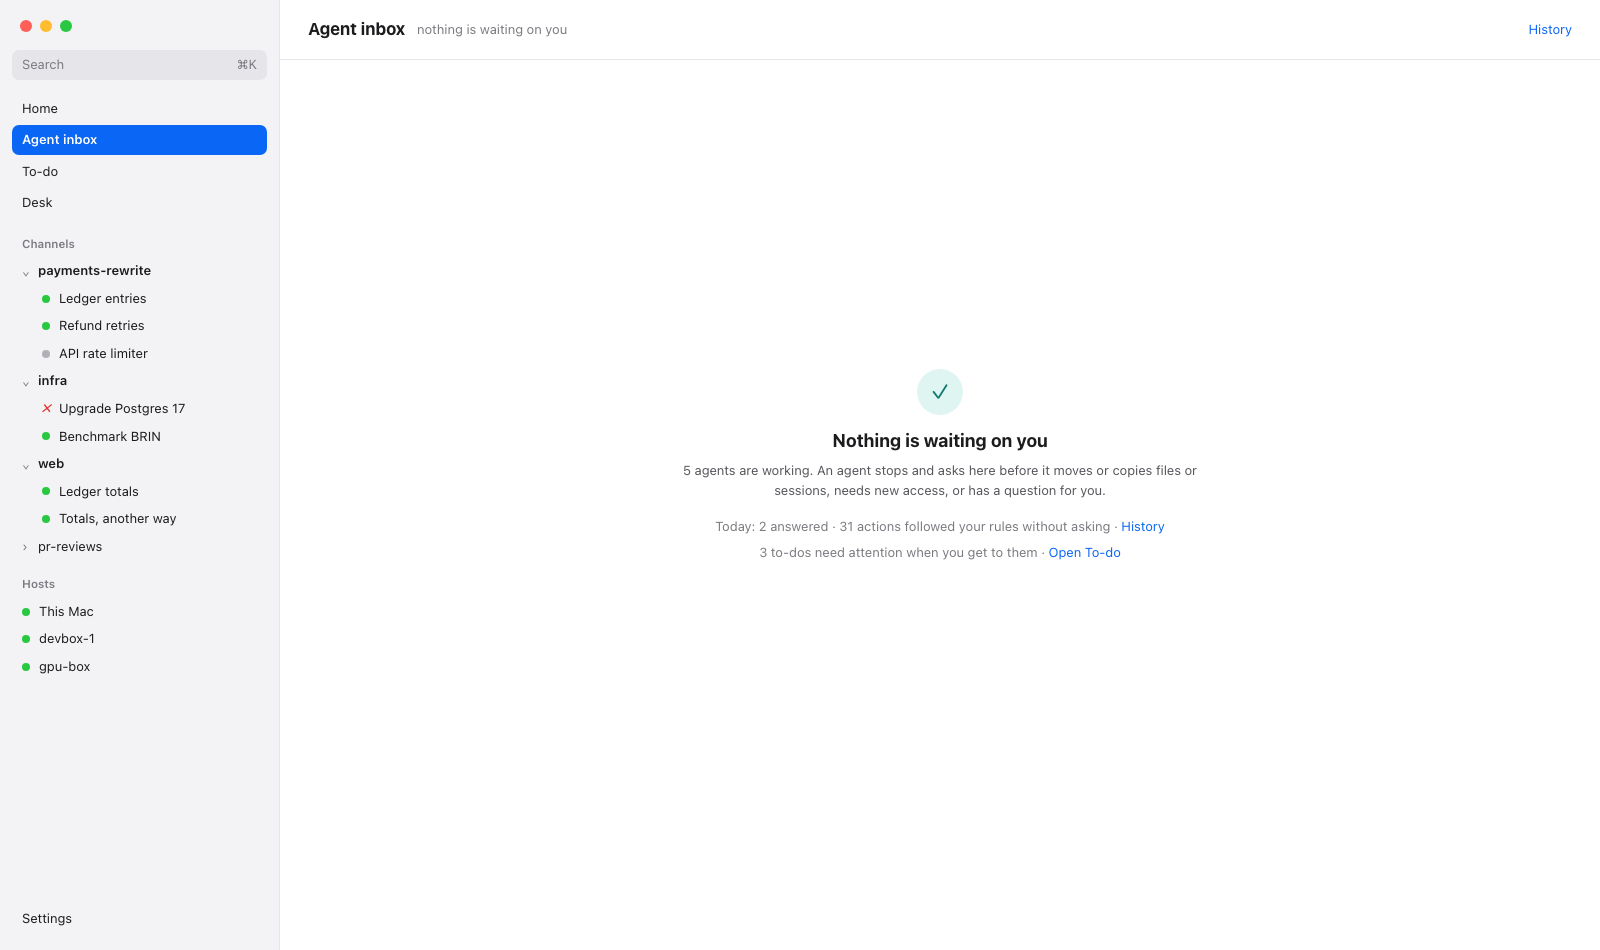 Search ⌘K
Home
Agent inbox
To-do
Desk
Channels
payments-rewrite
Ledger entries
Refund retries
API rate limiter
infra
Upgrade Postgres 17
Benchmark BRIN
web
Ledger totals
Totals, another way
pr-reviews
Hosts
This Mac
devbox-1
gpu-box
Settings
Agent inbox nothing is waiting on you
History
Nothing is waiting on you
5 agents are working. An agent stops and asks here before it moves or copies files or
sessions, needs new access, or has a question for you.
Today: 2 answered · 31 actions followed your rules without asking · History
3 to-dos need attention when you get to them · Open To-do